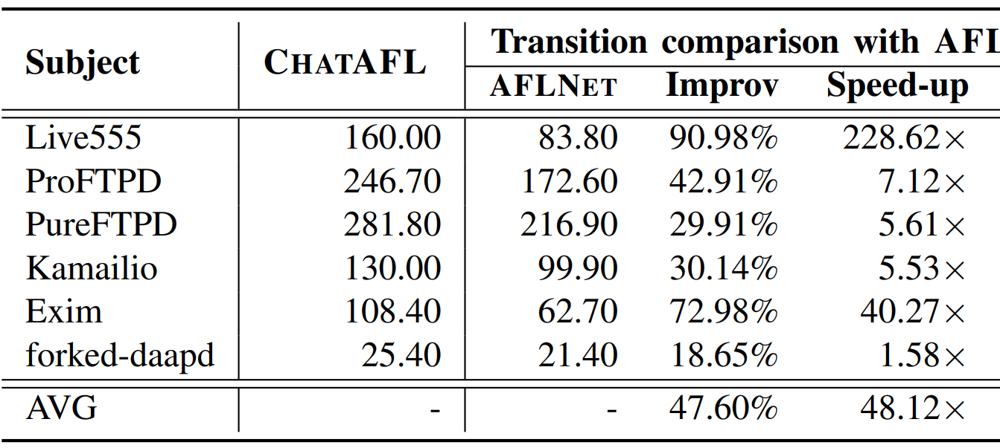 Subject CHATAFL Transition comparison with AFL
AFLNET Improv Speed-up
Live555 160.00 83.80 90.98% 228.62×
ProFTPD 246.70 172.60 42.91% 7.12×
PureFTPD 281.80 216.90 29.91% 5.61×
Kamailio 130.00 99.90 30.14% 5.53×
Exim 108.40 62.70 72.98% 40.27×
forked-daapd 25.40 21.40 18.65% 1.58×
AVG - - 47.60% 48.12×